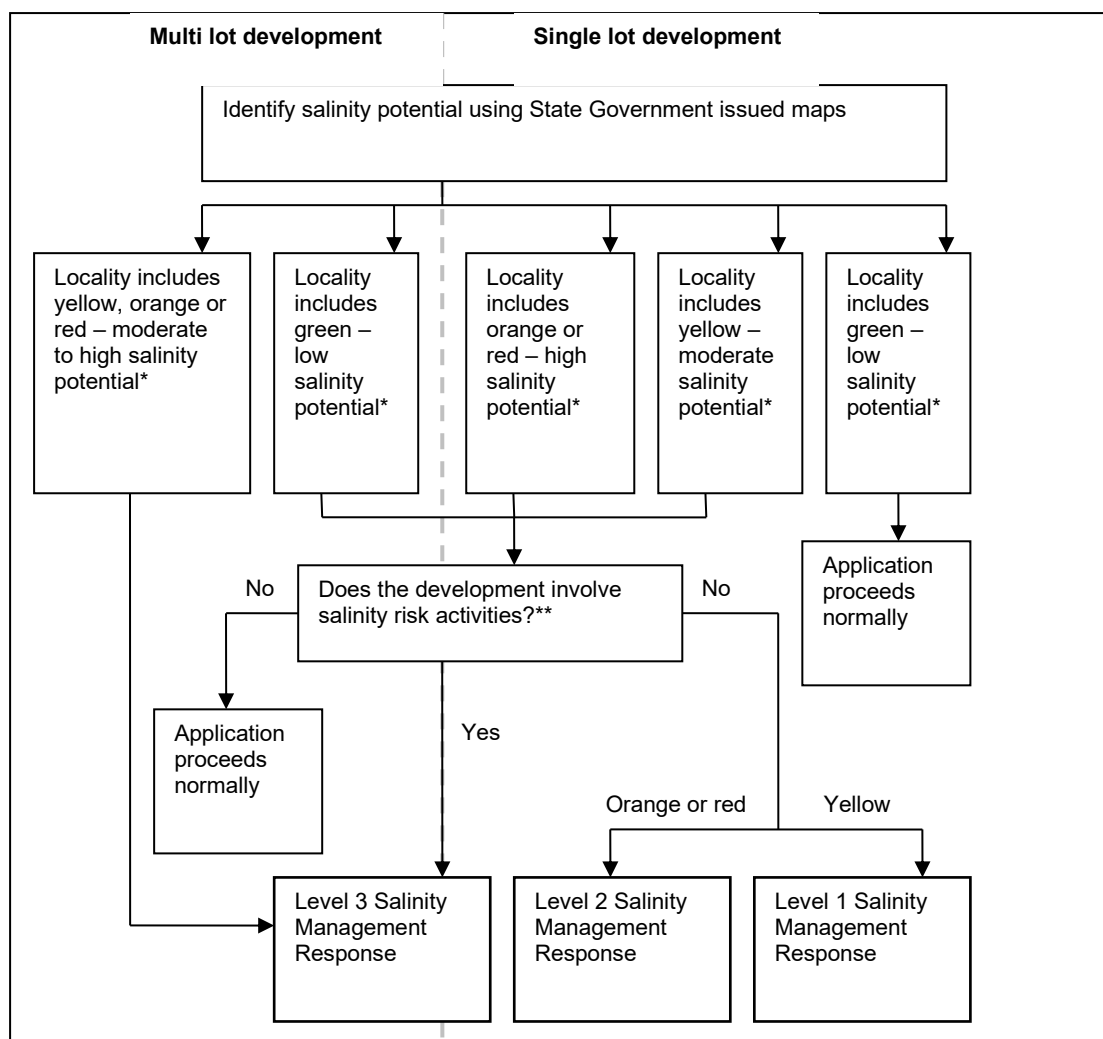 Multi lot development
Single lot development
Identify salinity potential using State Government issued maps
Locality includes
yellow, orange or
red – moderate
to high salinity
potential*
Locality
includes
green –
low
salinity
potential*
Locality
includes
orange or
red – high
salinity
potential*
Locality
includes
yellow –
moderate
salinity
potential*
Locality
includes
green –
low
salinity
potential*
Application
proceeds
normally
No
Does the development involve
salinity risk activities?**
No
Application
proceeds
normally
Yes
Orange or red
Yellow
Level 3 Salinity
Management
Response
Level 2 Salinity
Management
Response
Level 1 Salinity
Management
Response